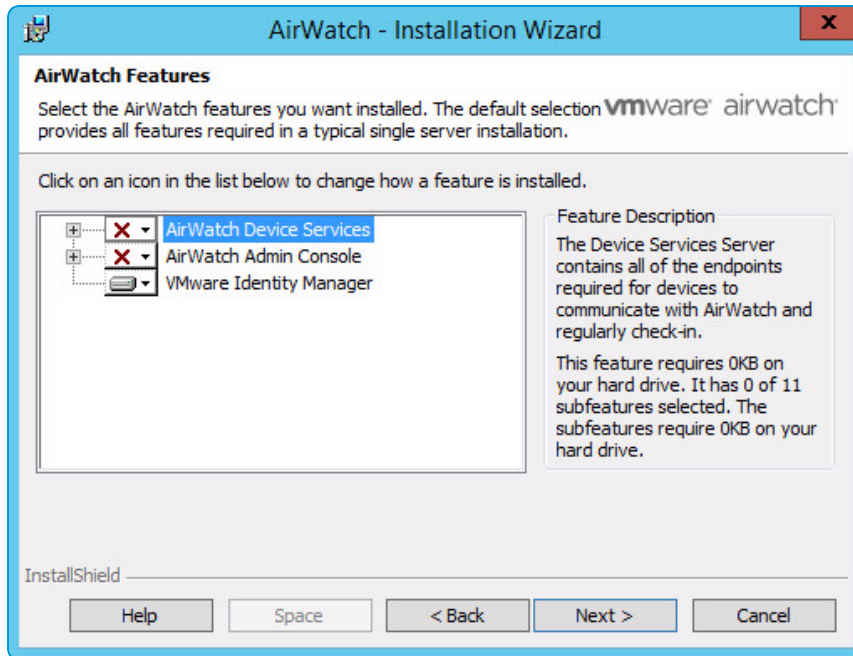 AirWatch - Installation Wizard
x
AirWatch Features
Select the AirWatch features you want installed. The default selection
provides all features required in a typical single server installation.
vmware airwatch
Click on an icon in the list below to change how a feature is installed.
AirWatch Device Services
AirWatch Admin Console
VMware Identity Manager
Feature Description
The Device Services Server
contains all of the endpoints
required for devices to
communicate with AirWatch and
regularly check-in.
This feature requires 0KB on
your hard drive. It has 0 of 11
subfeatures selected. The
subfeatures require 0KB on your
hard drive.
InstallShield
Help
Space
< Back
Next >
Cancel